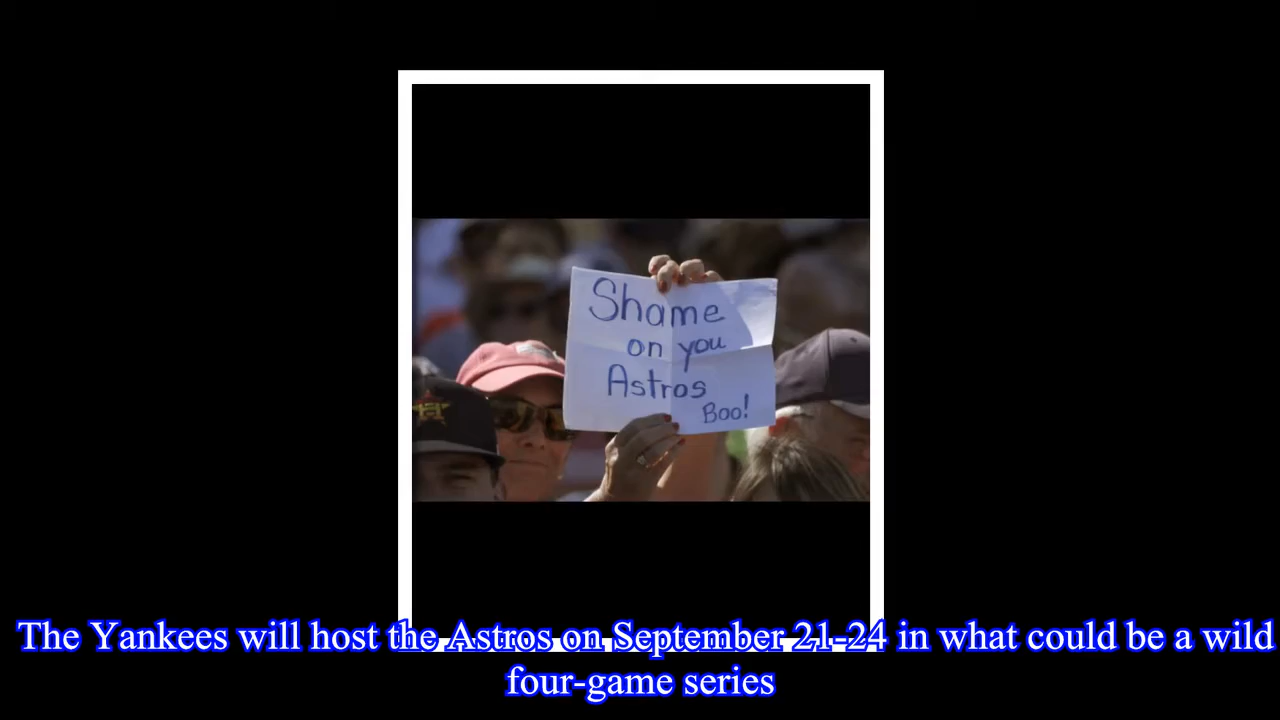 Shame
on you
Astros
Boo!
The Yankees will host the Astros on September 21-24 in what could be a wild
four-game series